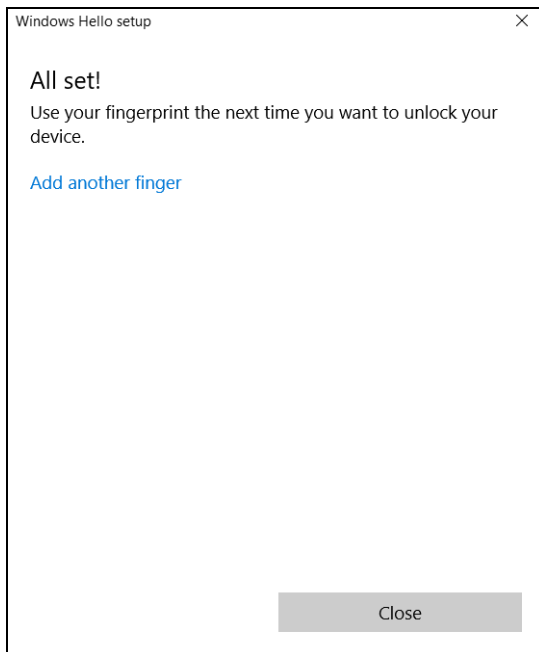 Windows Hello setup
All set!
Use your fingerprint the next time you want to unlock your
device.
Add another finger
Close